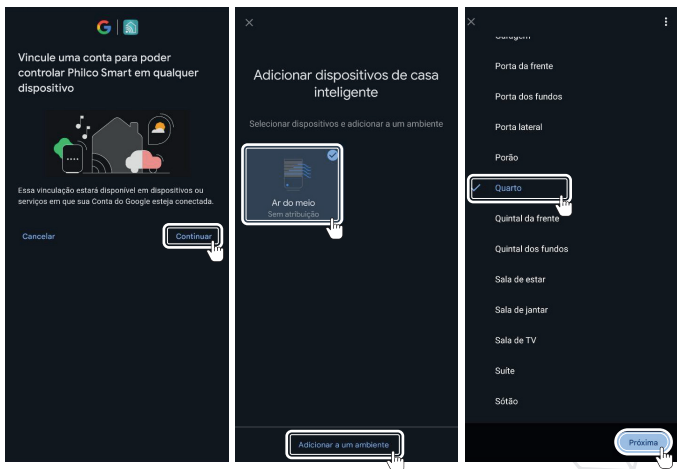 Vincule uma conta para poder
controlar Philco Smart em qualquer
dispositivo
Essa vinculação estará disponível em dispositivos ou
serviços em que sua Conta do Google esteja conectada.
Cancelar
Continuar
Adicionar dispositivos de casa
inteligente
Selecionar dispositivos e adicionar a um ambiente
Ar do meio
Sem atribuição
Adicionar a um ambiente
Porta da frente
Porta dos fundos
Porta lateral
Porão
Quarto
Quintal da frente
Quintal dos fundos
Sala de estar
Sala de jantar
Sala de TV
Suíte
Sótão
Próxima